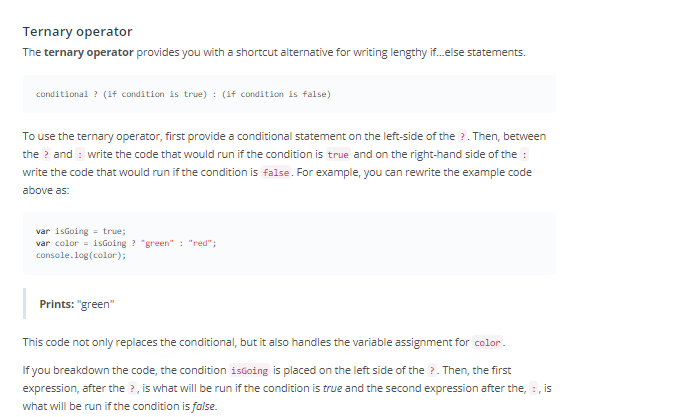 Ternary operator
The ternary operator provides you with a shortcut alternative for writing lengthy if...else statements.
conditional ? (if condition is true) : (if condition is false)
To use the ternary operator, first provide a conditional statement on the left-side of the ?. Then, between
the ? and : write the code that would run if the condition is true and on the right-hand side of the :
write the code that would run if the condition is false. For example, you can rewrite the example code
above as:
var isGoing = true;
var color = isGoing ? "green" : "red";
console.log(color);
Prints: "green"
This code not only replaces the conditional, but it also handles the variable assignment for color.
If you breakdown the code, the condition isGoing is placed on the left side of the ?. Then, the first
expression, after the ?, is what will be run if the condition is true and the second expression after the, :, is
what will be run if the condition is false.